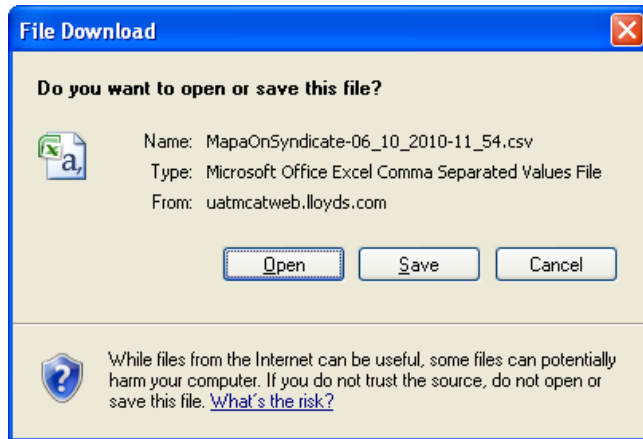 File Download
Do you want to open or save this file?
a,
Name: MapaOnSyndicate-06_10_2010-11_54.csv
Type: Microsoft Office Excel Comma Separated Values File
From: uatmcatweb.lloyds.com
Open Save Cancel
While files from the Internet can be useful, some files can potentially
harm your computer. If you do not trust the source, do not open or
save this file. What's the risk?